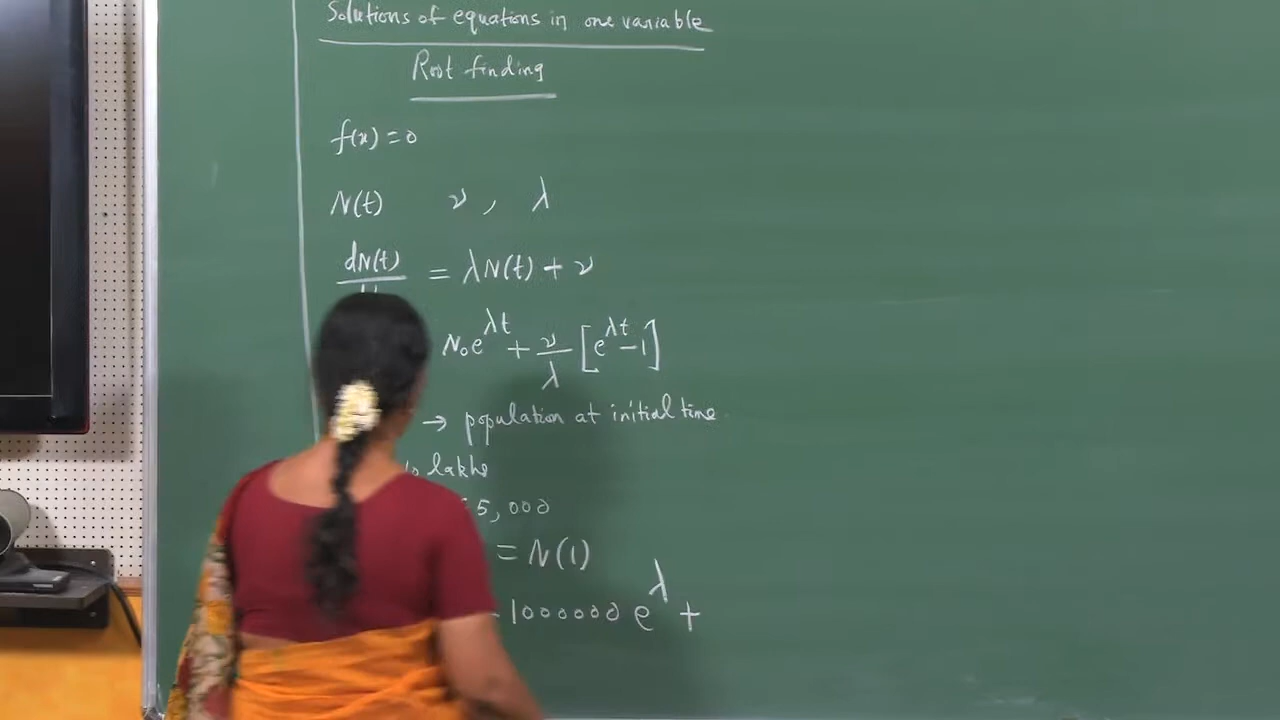 Solutions of equations in one variable
Root finding
f(x) = 0
N(t) ν , λ
dN(t) = λN(t) + ν
N₀e^λt + ν/λ [e^λt - 1]
→ population at initial time
lakhs
5,000
= N(1)
1000000 e^λ +